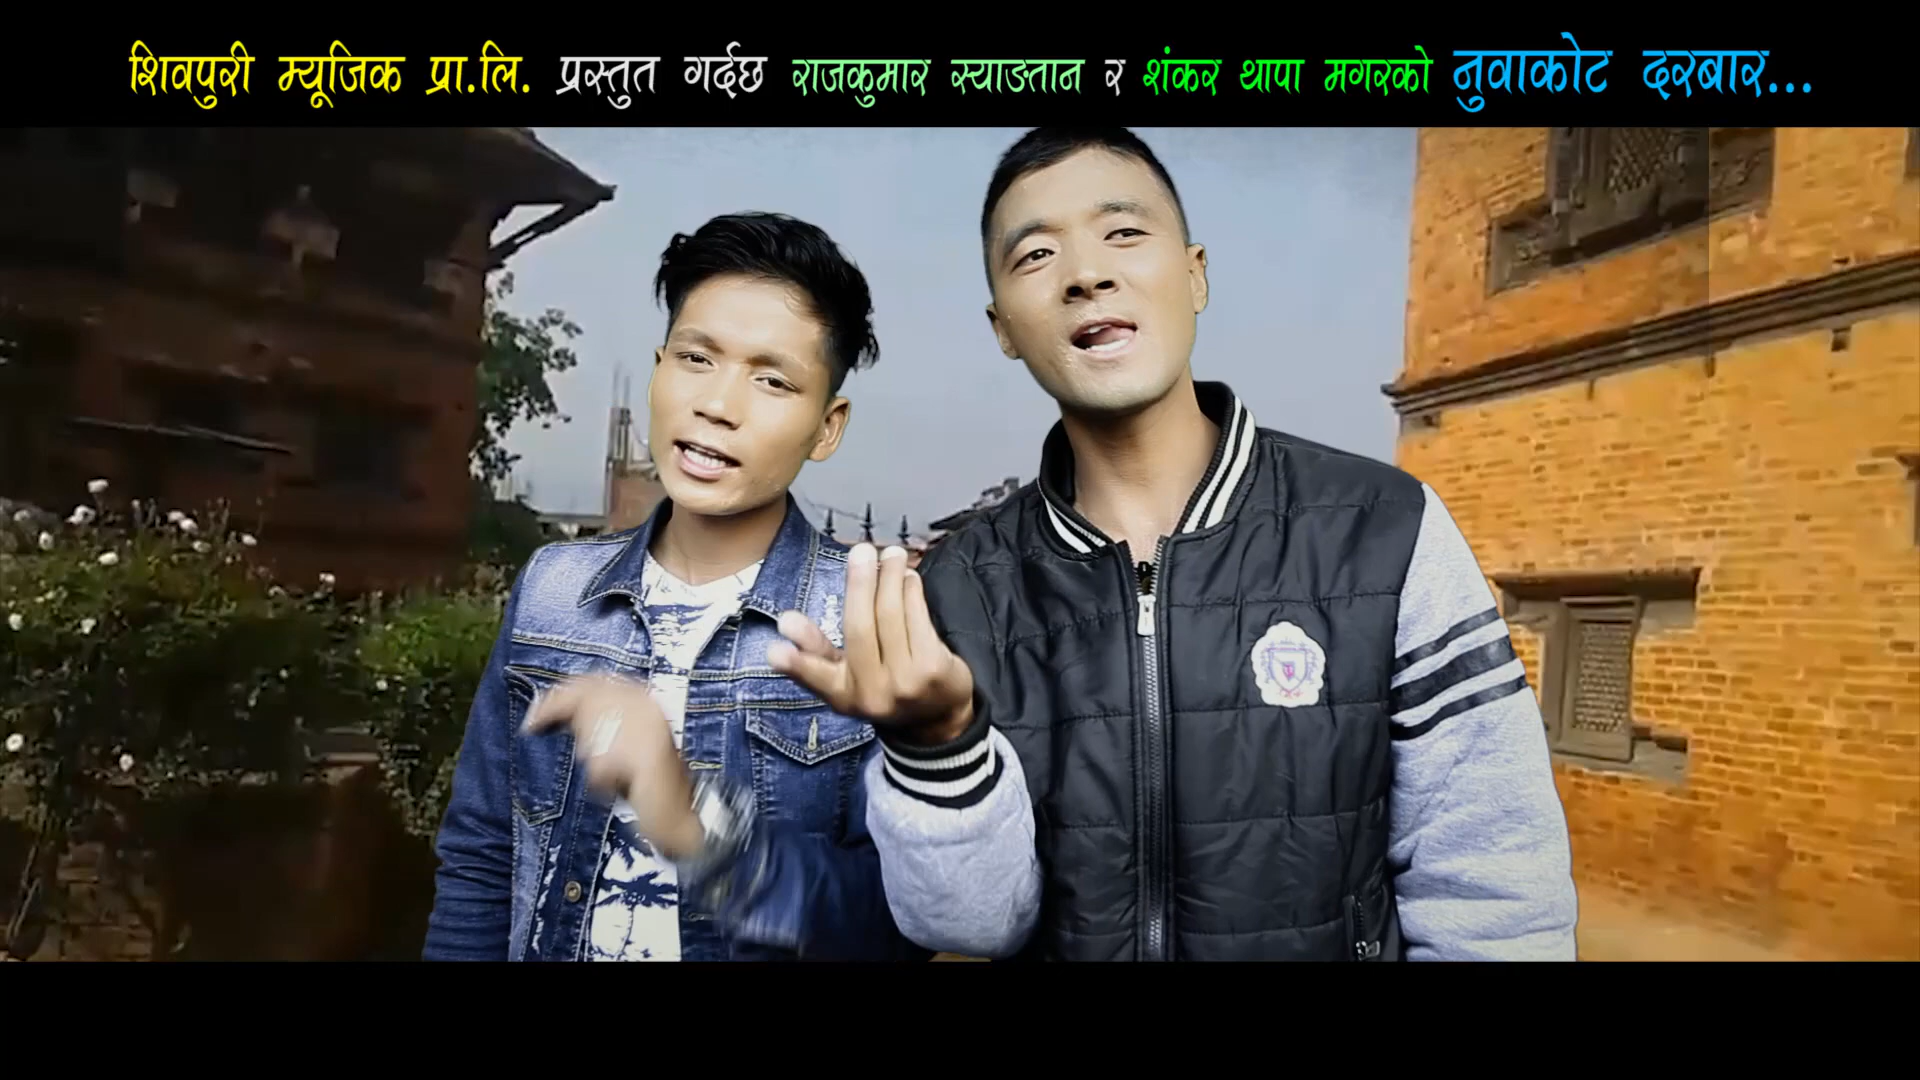 शिवपुरी म्यूजिक प्रा.लि. प्रस्तुत गर्दछ राजकुमार स्याङतान र शंकर थापा मगरको नुवाकोट दरबार...